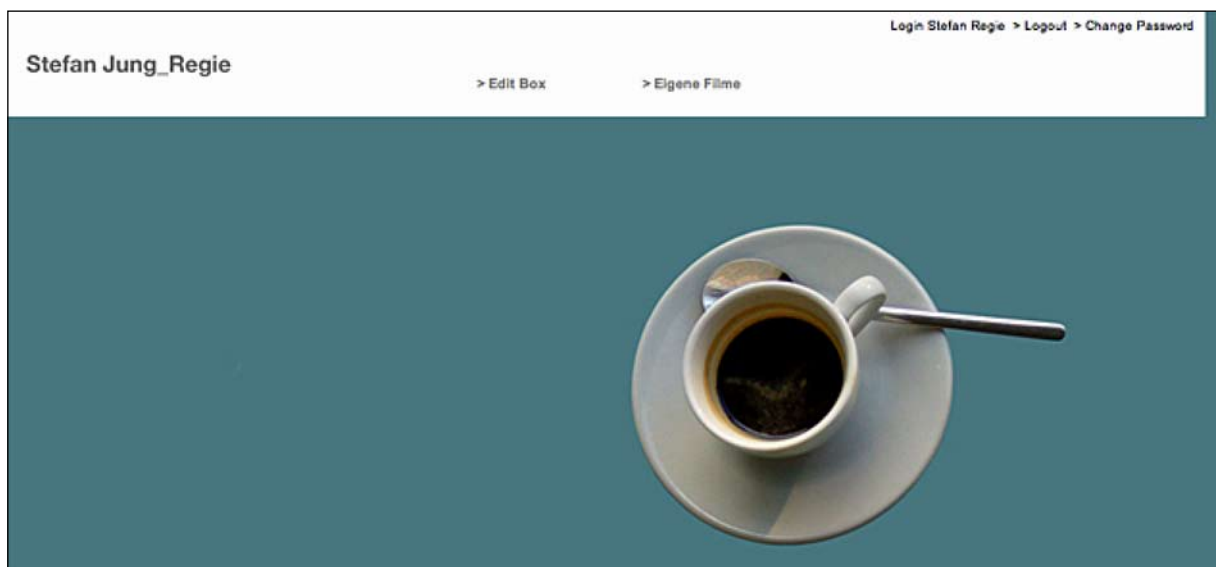 Login Stefan Regie > Logout > Change Password
Stefan Jung_Regie
> Edit Box > Eigene Filme